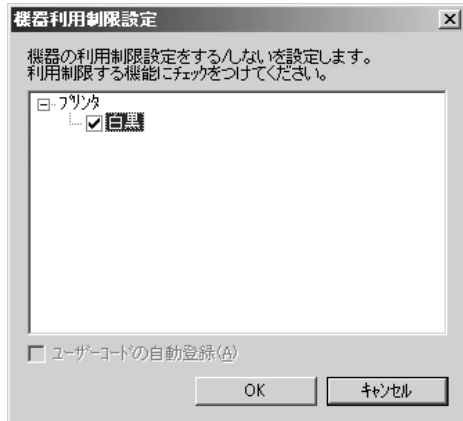 機器利用制限設定
機器の利用制限設定をする/しないを設定します。
利用制限する機能にチェックをつけてください。
プリンタ
白黒
ユーザーコードの自動登録(A)
OK
キャンセル